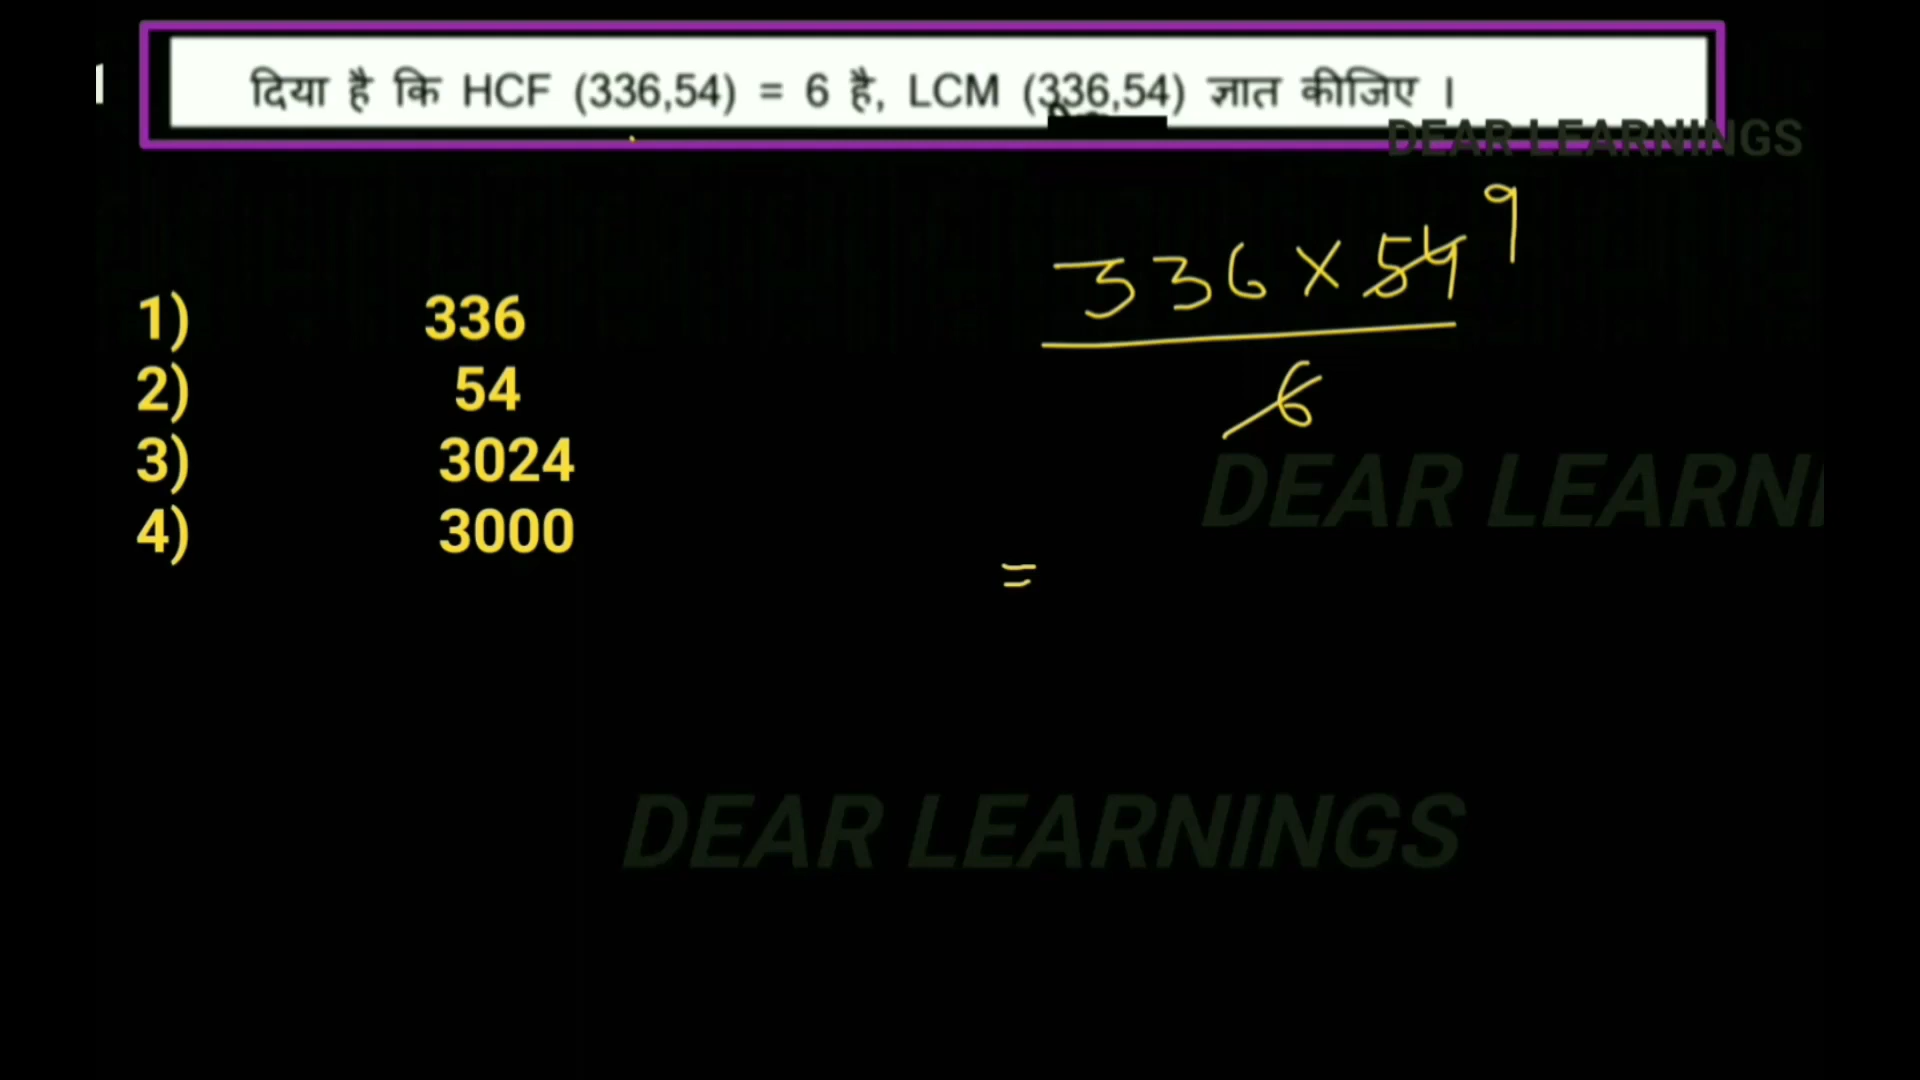 दिया है कि HCF (336,54) = 6 है, LCM (336,54) ज्ञात कीजिए ।
DEAR LEARNINGS
336 × 54 9
6
1) 336
2) 54
3) 3024
4) 3000
DEAR LEARNI
=
DEAR LEARNINGS